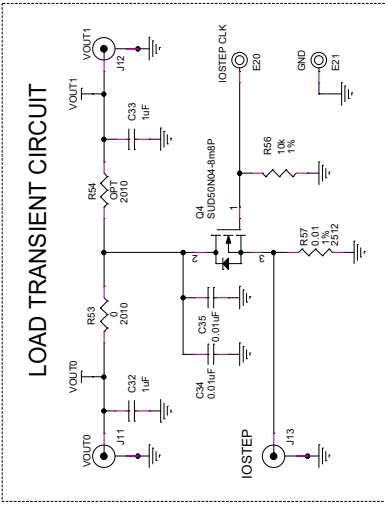 LOAD TRANSIENT CIRCUIT
VOUT0
J11
VOUT0
C32
1uF
R53
0
2010
R54
OPT
2010
VOUT1
C33
1uF
VOUT1
J12
C34
0.01uF
C35
0.01uF
2
Q4
SUD50N04-8m8P
1
3
IOSTEP CLK
E20
R56
10k
1%
GND
E21
R57
0.01
1%
2512
IOSTEP
J13